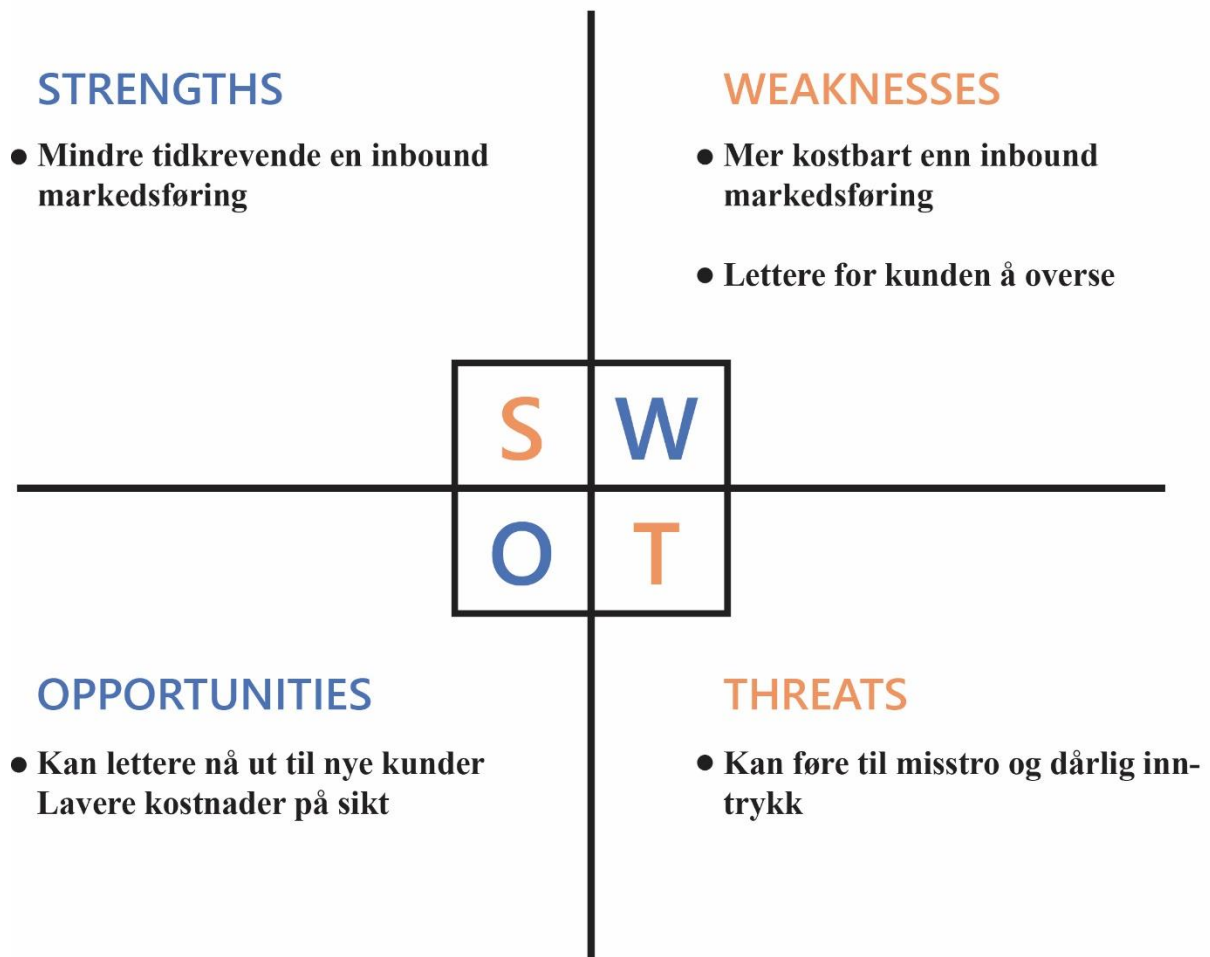 STRENGTHS
● Mindre tidkrevende en inbound
markedsføring
WEAKNESSES
● Mer kostbart enn inbound
markedsføring
● Lettere for kunden å overse
S W
O T
OPPORTUNITIES
● Kan lettere nå ut til nye kunder
Lavere kostnader på sikt
THREATS
● Kan føre til misstro og dårlig inn-
trykk